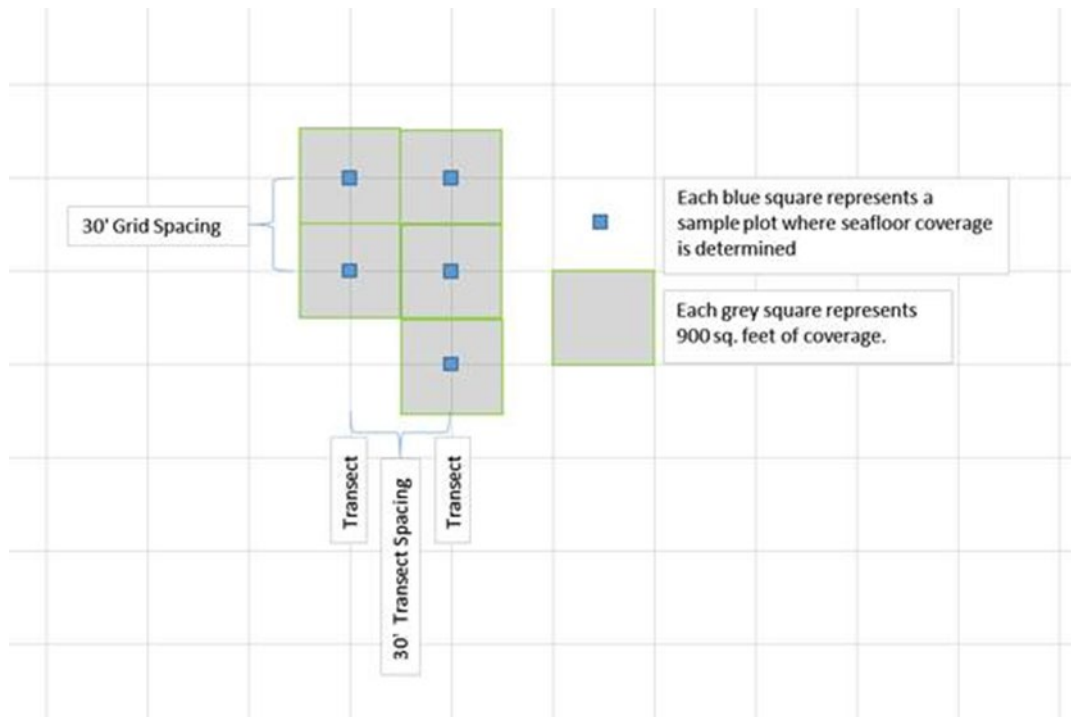 30' Grid Spacing
Each blue square represents a
sample plot where seafloor coverage
is determined
Each grey square represents
900 sq. feet of coverage.
Transect
30' Transect Spacing
Transect